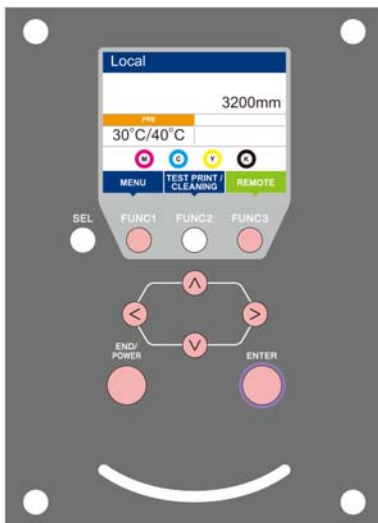 Local
3200mm
PRE
30°C/40°C
M C Y K
MENU TEST PRINT / CLEANING REMOTE
SEL FUNC1 FUNC2 FUNC3
END/
POWER
ENTER